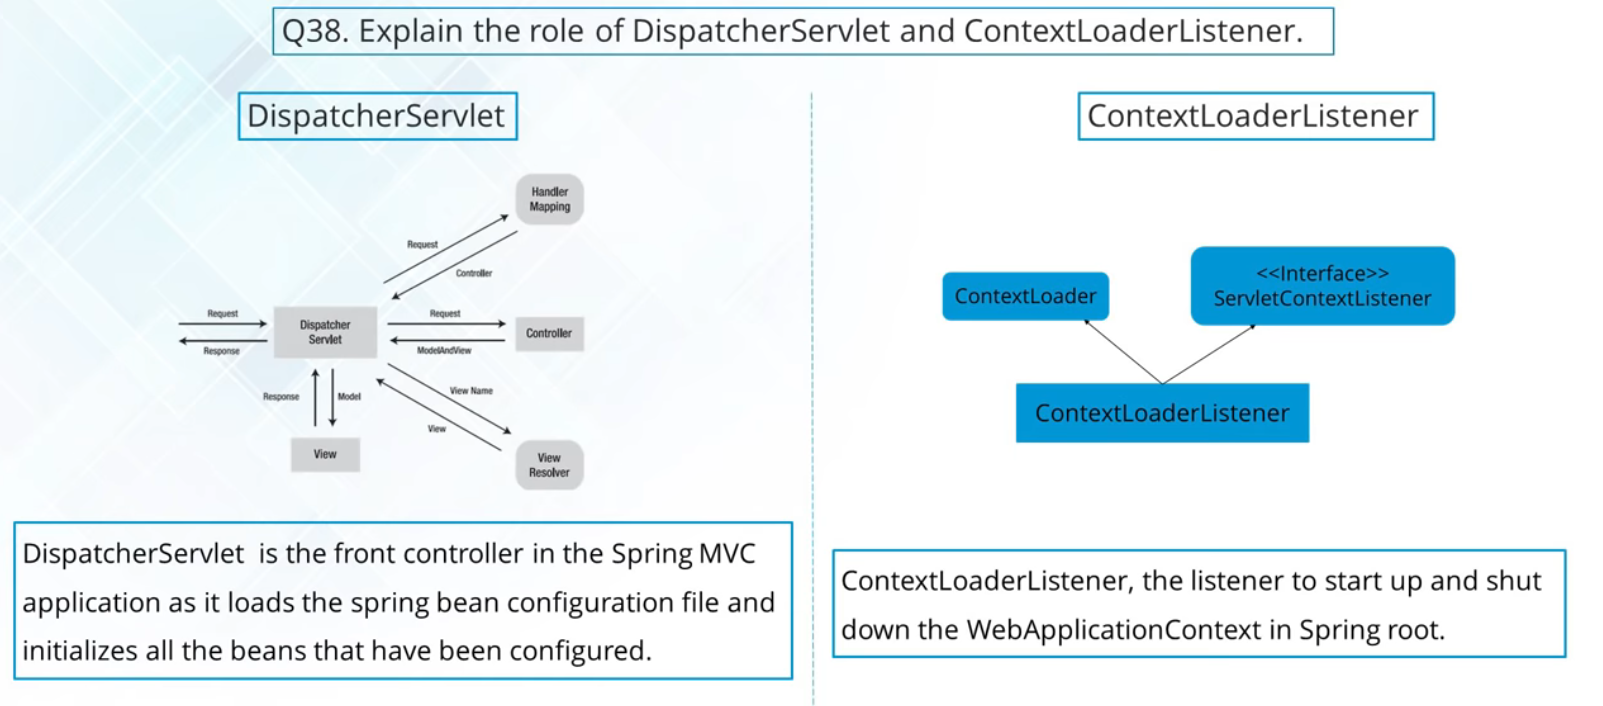 Q38. Explain the role of DispatcherServlet and ContextLoaderListener.
DispatcherServlet
Handler
Mapping
Request
Controller
Request
Response
Dispatcher
Servlet
Request
ModelAndView
Controller
Response
Model
View Name
View
View
View
Resolver
DispatcherServlet is the front controller in the Spring MVC
application as it loads the spring bean configuration file and
initializes all the beans that have been configured.
ContextLoaderListener
ContextLoader
<<Interface>>
ServletContextListener
ContextLoaderListener
ContextLoaderListener, the listener to start up and shut
down the WebApplicationContext in Spring root.